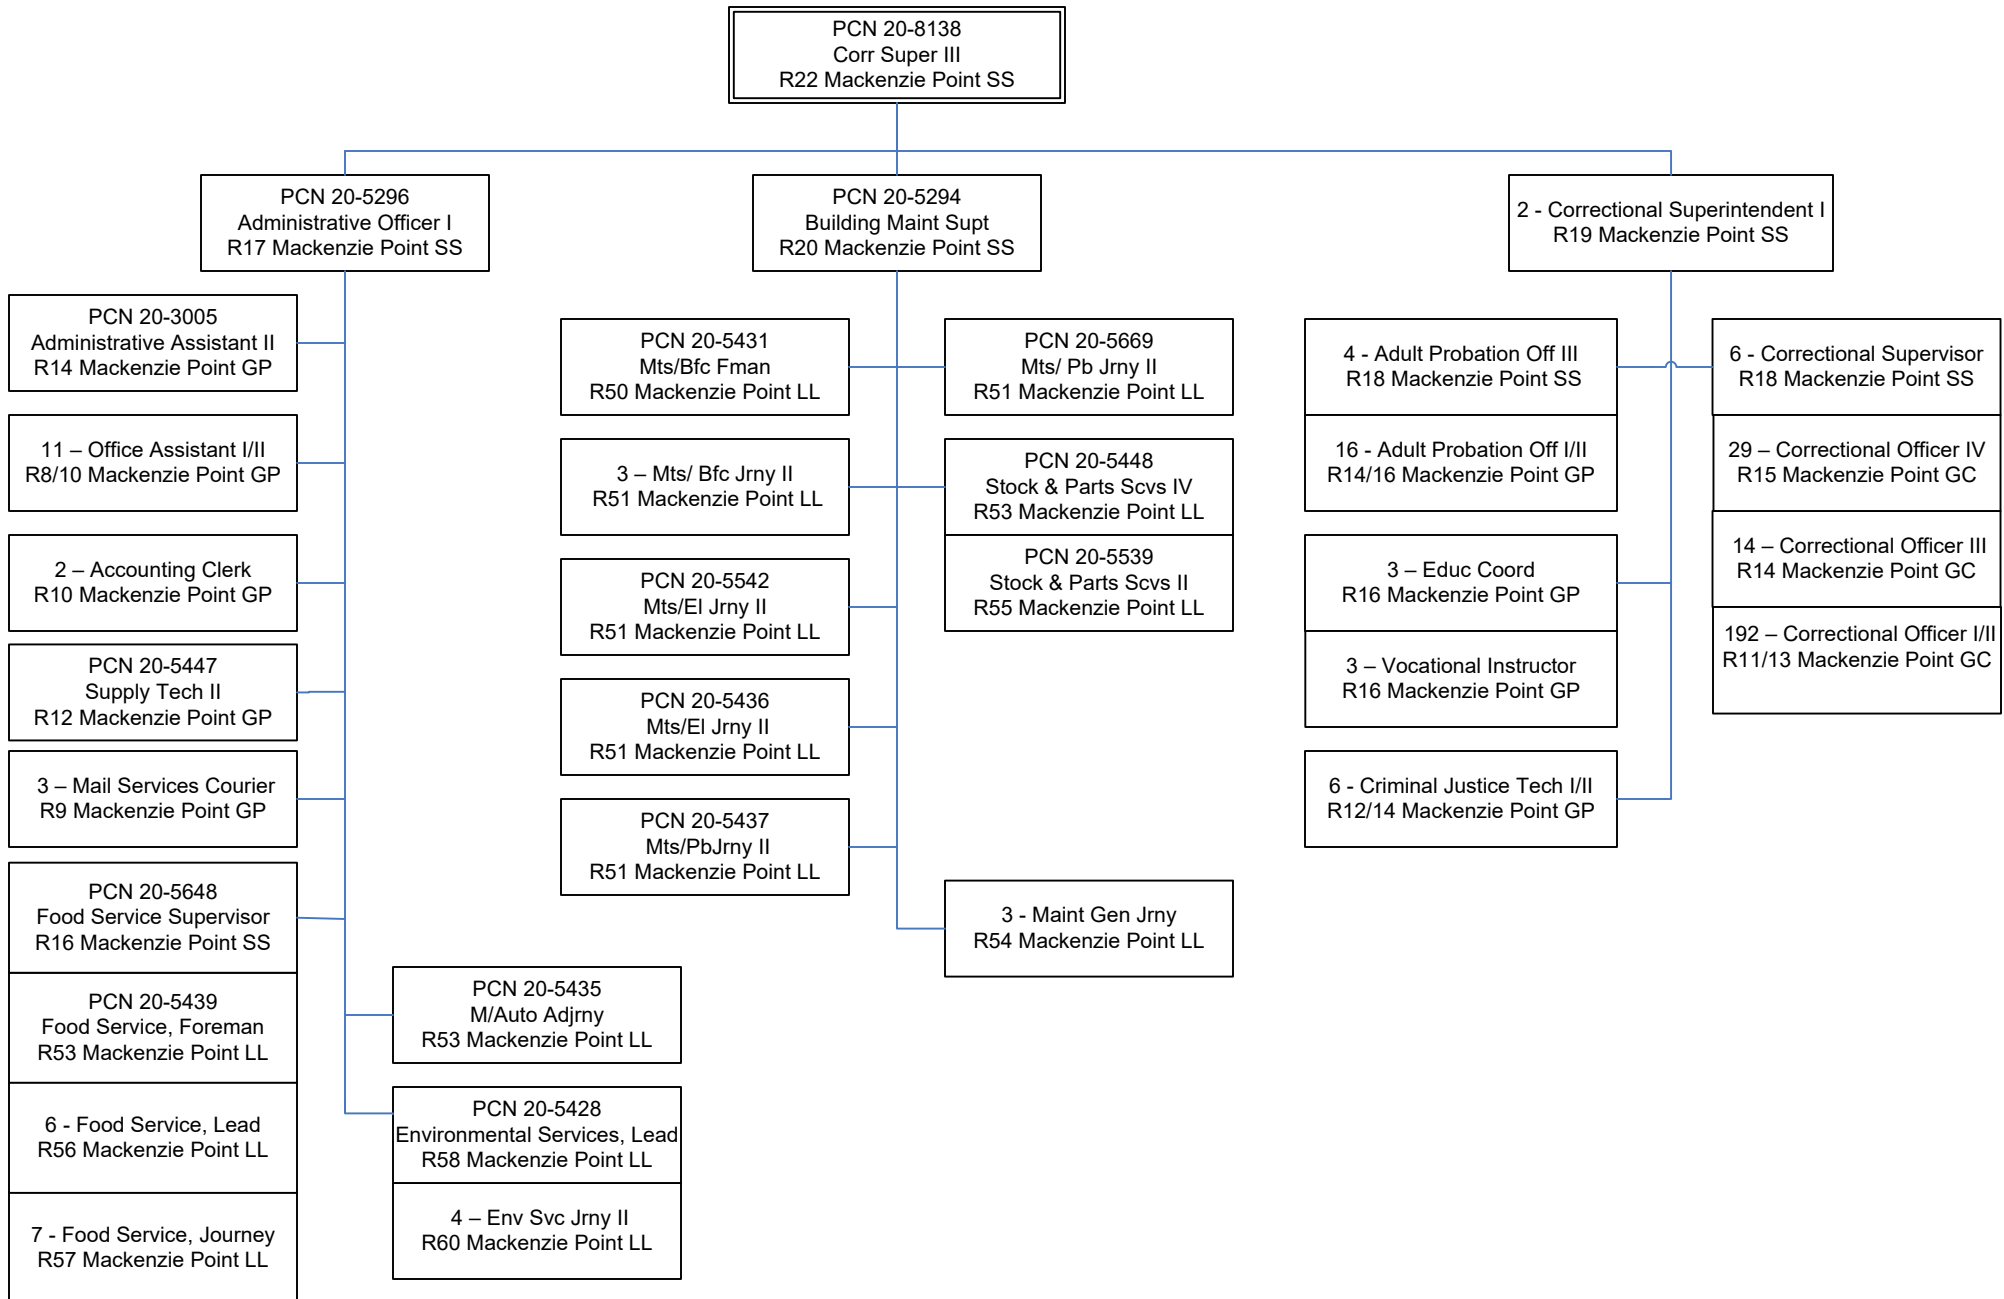 PCN 20-8138
Corr Super III
R22 Mackenzie Point SS
PCN 20-5296
Administrative Officer I
R17 Mackenzie Point SS
PCN 20-5294
Building Maint Supt
R20 Mackenzie Point SS
2 - Correctional Superintendent I
R19 Mackenzie Point SS
PCN 20-3005
Administrative Assistant II
R14 Mackenzie Point GP
11 – Office Assistant I/II
R8/10 Mackenzie Point GP
2 – Accounting Clerk
R10 Mackenzie Point GP
PCN 20-5447
Supply Tech II
R12 Mackenzie Point GP
3 – Mail Services Courier
R9 Mackenzie Point GP
PCN 20-5648
Food Service Supervisor
R16 Mackenzie Point SS
PCN 20-5439
Food Service, Foreman
R53 Mackenzie Point LL
6 - Food Service, Lead
R56 Mackenzie Point LL
7 - Food Service, Journey
R57 Mackenzie Point LL
PCN 20-5435
M/Auto Adjrny
R53 Mackenzie Point LL
PCN 20-5428
Environmental Services, Lead
R58 Mackenzie Point LL
4 – Env Svc Jrny II
R60 Mackenzie Point LL
PCN 20-5431
Mts/Bfc Fman
R50 Mackenzie Point LL
3 – Mts/ Bfc Jrny II
R51 Mackenzie Point LL
PCN 20-5542
Mts/El Jrny II
R51 Mackenzie Point LL
PCN 20-5436
Mts/El Jrny II
R51 Mackenzie Point LL
PCN 20-5437
Mts/PbJrny II
R51 Mackenzie Point LL
PCN 20-5669
Mts/ Pb Jrny II
R51 Mackenzie Point LL
PCN 20-5448
Stock & Parts Scvs IV
R53 Mackenzie Point LL
PCN 20-5539
Stock & Parts Scvs II
R55 Mackenzie Point LL
3 - Maint Gen Jrny
R54 Mackenzie Point LL
4 - Adult Probation Off III
R18 Mackenzie Point SS
16 - Adult Probation Off I/II
R14/16 Mackenzie Point GP
3 – Educ Coord
R16 Mackenzie Point GP
3 – Vocational Instructor
R16 Mackenzie Point GP
6 - Criminal Justice Tech I/II
R12/14 Mackenzie Point GP
6 - Correctional Supervisor
R18 Mackenzie Point SS
29 – Correctional Officer IV
R15 Mackenzie Point GC
14 – Correctional Officer III
R14 Mackenzie Point GC
192 – Correctional Officer I/II
R11/13 Mackenzie Point GC